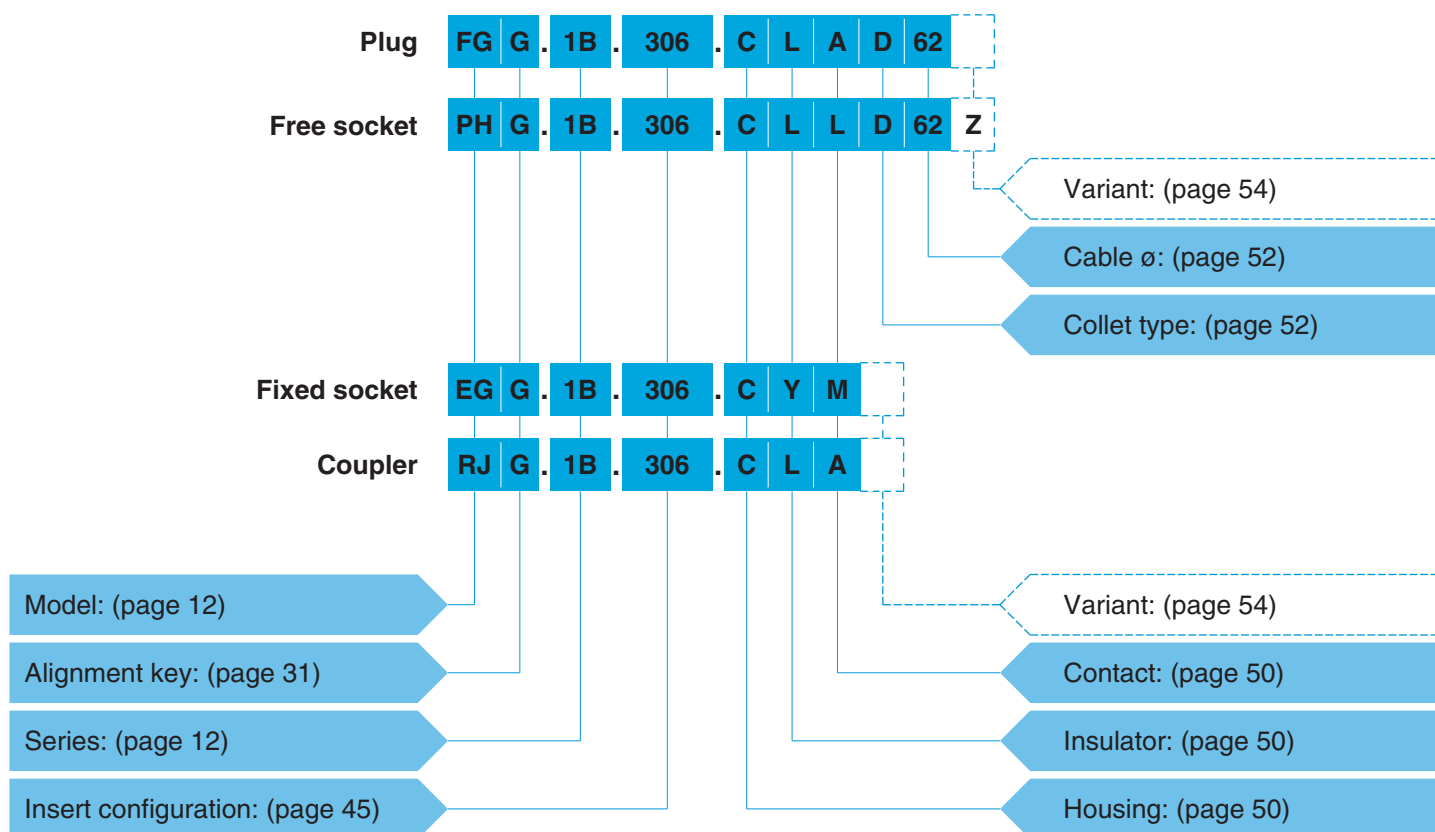 Plug FG G . 1B . 306 . C L A D 62
Free socket PH G . 1B . 306 . C L L D 62 Z
Variant: (page 54)
Cable ø: (page 52)
Collet type: (page 52)
Fixed socket EG G . 1B . 306 . C Y M
Coupler RJ G . 1B . 306 . C L A
Model: (page 12)
Variant: (page 54)
Alignment key: (page 31)
Contact: (page 50)
Series: (page 12)
Insulator: (page 50)
Insert configuration: (page 45)
Housing: (page 50)